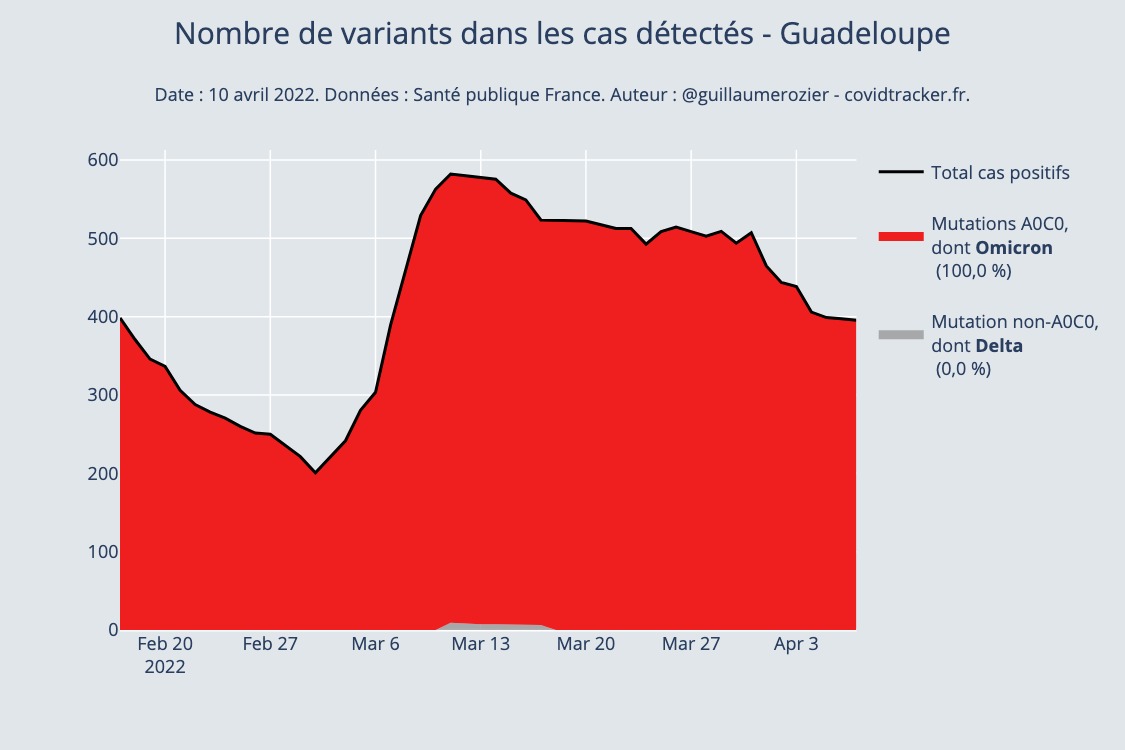 Nombre de variants dans les cas détectés - Guadeloupe
Date : 10 avril 2022. Données : Santé publique France. Auteur : @guillaumerozier - covidtracker.fr.
600
500
400
300
200
100
0
Feb 20
2022
Feb 27
Mar 6
Mar 13
Mar 20
Mar 27
Apr 3
Total cas positifs
Mutations A0C0,
dont Omicron
(100,0 %)
Mutation non-A0C0,
dont Delta
(0,0 %)